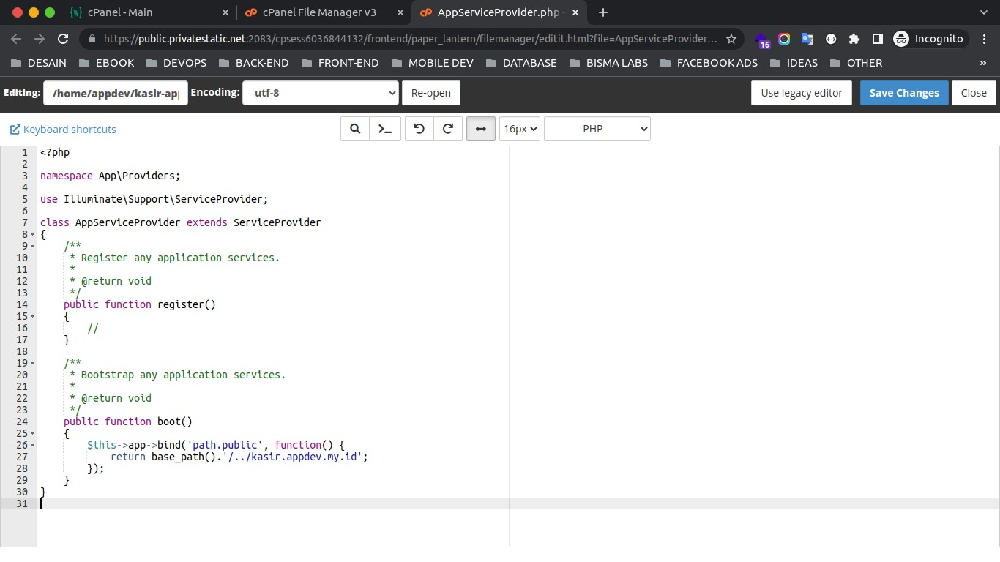 cPanel - Main
cPanel File Manager v3
AppServiceProvider.php -
https://public.privatestatic.net:2083/cpsess6036844132/frontend/paper_lantern/filemanager/editit.html?file=AppServiceProvider...
16
Incognito
DESAIN EBOOK DEVOPS BACK-END FRONT-END MOBILE DEV DATABASE BISMA LABS FACEBOOK ADS IDEAS OTHER »
Editing: /home/appdev/kasir-ap Encoding: utf-8 Re-open Use legacy editor Save Changes Close
Keyboard shortcuts 16px PHP
1 <?php
2
3 namespace App\Providers;
4
5 use Illuminate\Support\ServiceProvider;
6
7 class AppServiceProvider extends ServiceProvider
8 {
9 /**
10 * Register any application services.
11 *
12 * @return void
13 */
14 public function register()
15 {
16 //
17 }
18
19 /**
20 * Bootstrap any application services.
21 *
22 * @return void
23 */
24 public function boot()
25 {
26 $this->app->bind('path.public', function() {
27 return base_path().'/../kasir.appdev.my.id';
28 });
29 }
30 }
31